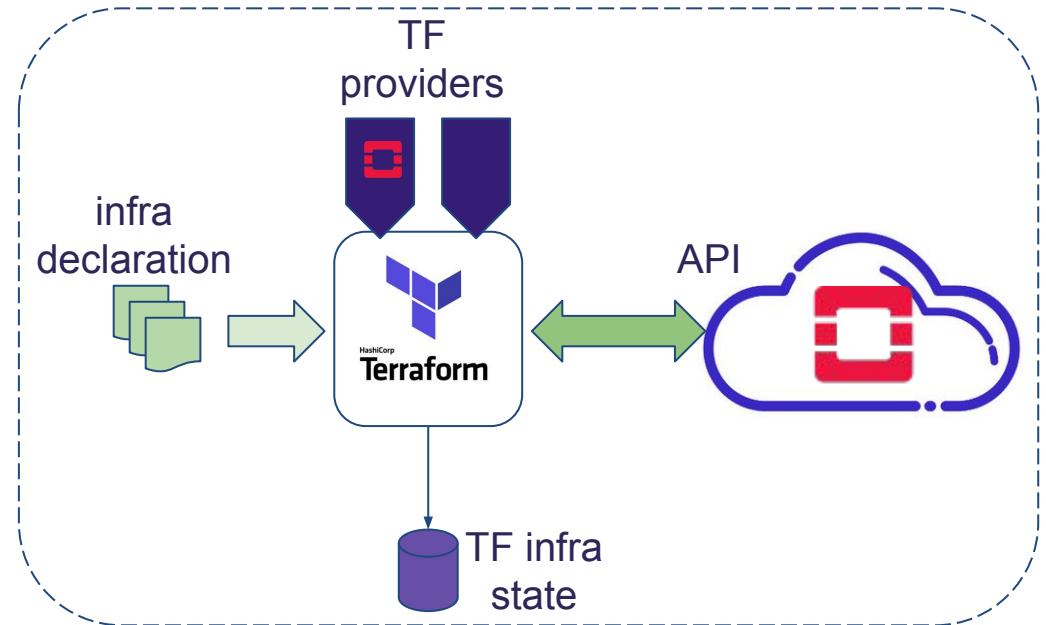 TF
providers
infra
declaration
API
HashiCorp
Terraform
TF infra
state